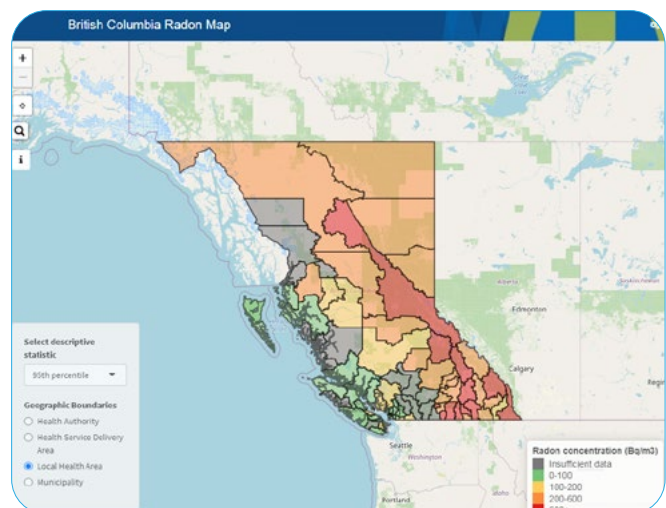 British Columbia Radon Map
+
−
i
Edmonton
Calgary
Select descriptive
statistic
95th percentile
Geographic Boundaries
Health Authority
Health Service Delivery
Area
Local Health Area
Municipality
Seattle
Washington
Portland
Radon concentration (Bq/m3)
Insufficient data
0-100
100-200
200-600